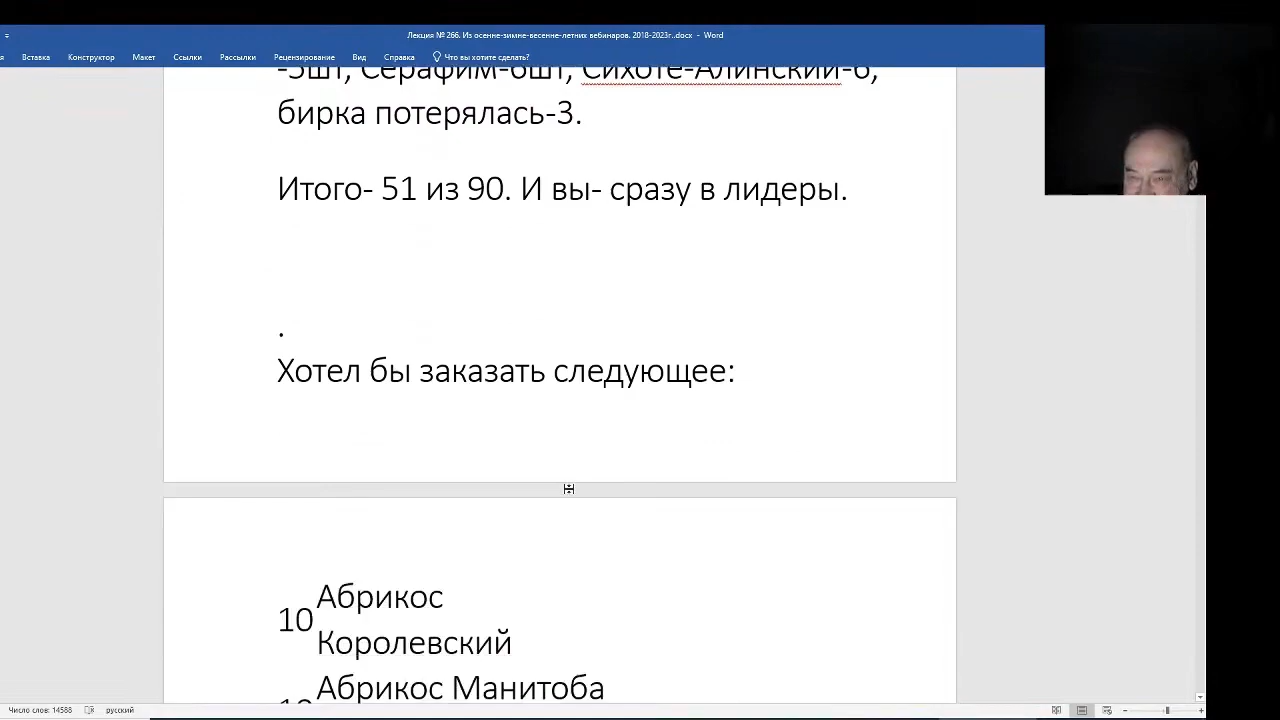 Лекция № 266. Из осенне-зимне-весенне-летних вебинаров. 2018-2023г..docx - Word
Вставка Конструктор Макет Ссылки Рассылки Рецензирование Вид Справка Что вы хотите сделать?
-5шт, Серафим-6шт, Сихоте-Алинский-6,
бирка потерялась-3.
Итого- 51 из 90. И вы- сразу в лидеры.
.
Хотел бы заказать следующее:
10 Абрикос
Королевский
Абрикос Манитоба
Число слов: 14588 русский